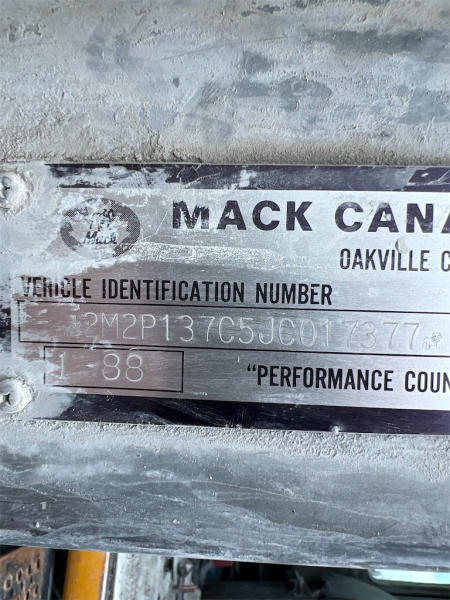 MACK CANA
OAKVILLE C
VEHICLE IDENTIFICATION NUMBER
2M2P137C5JC017377
1-88
"PERFORMANCE COUN